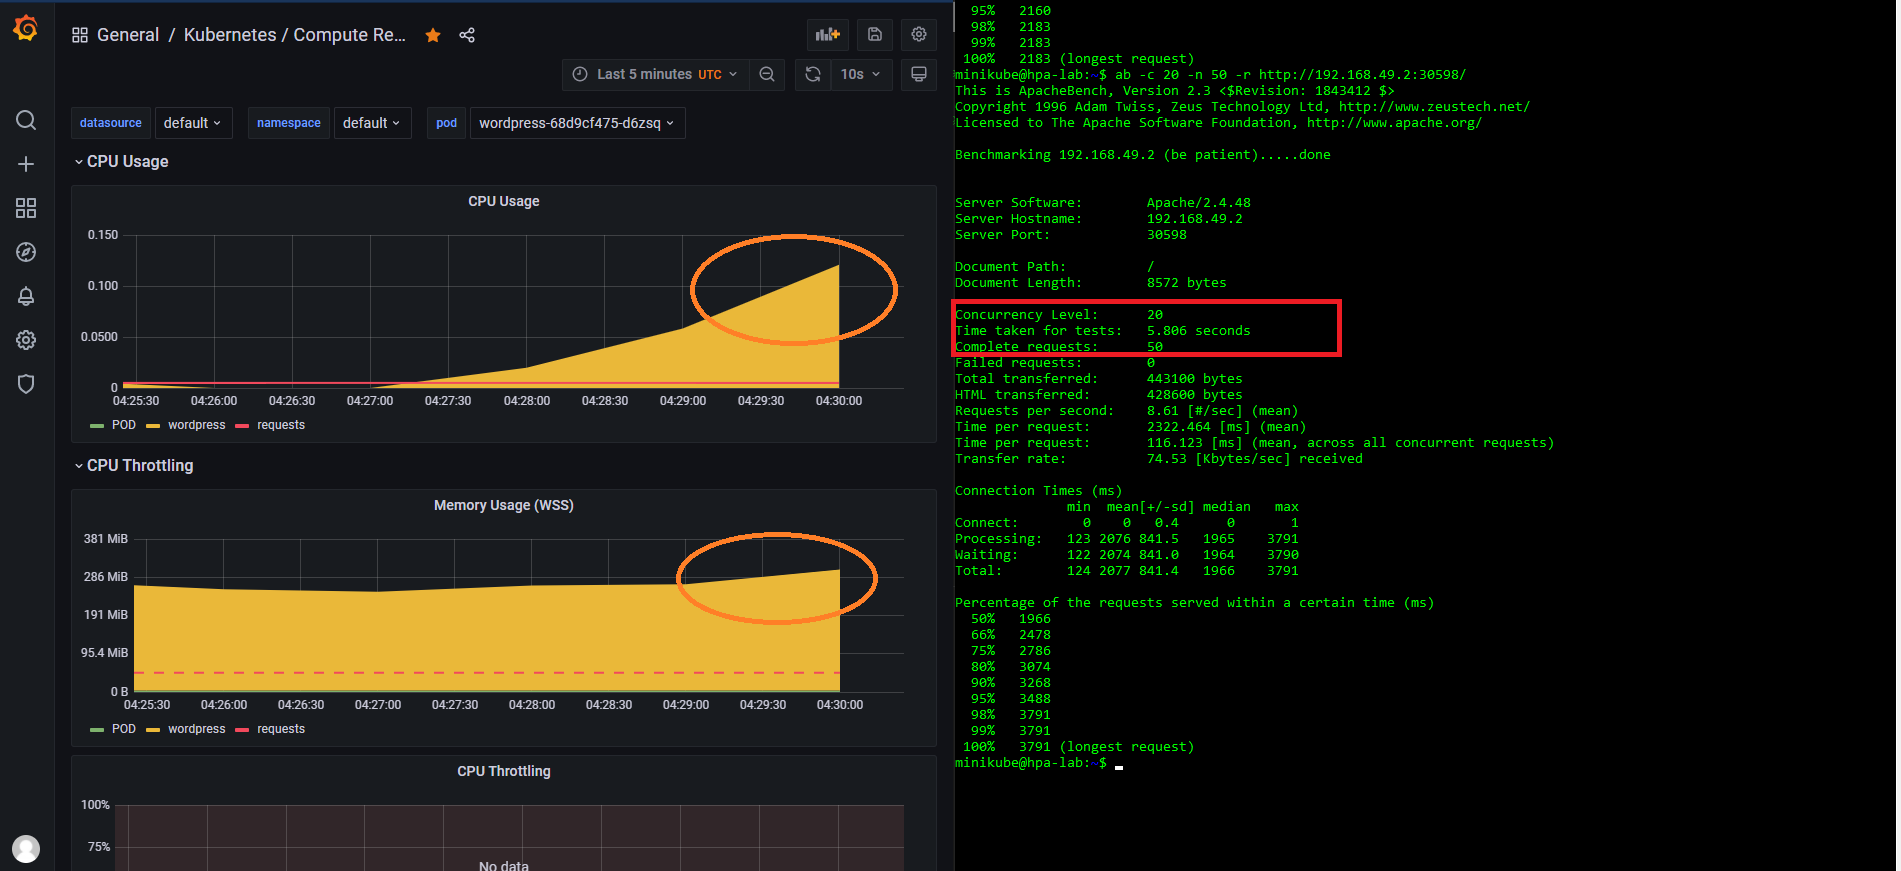 General / Kubernetes / Compute Re...
Last 5 minutes UTC
10s
datasource default namespace default pod wordpress-68d9cf475-d6zsq
CPU Usage
CPU Usage
0.150
0.100
0.0500
0
04:25:30 04:26:00 04:26:30 04:27:00 04:27:30 04:28:00 04:28:30 04:29:00 04:29:30 04:30:00
POD wordpress requests
CPU Throttling
Memory Usage (WSS)
381 MiB
286 MiB
191 MiB
95.4 MiB
0 B
04:25:30 04:26:00 04:26:30 04:27:00 04:27:30 04:28:00 04:28:30 04:29:00 04:29:30 04:30:00
POD wordpress requests
CPU Throttling
100%
75%
No data
95% 2160
98% 2183
99% 2183
100% 2183 (longest request)
minikube@hpa-lab:~$ ab -c 20 -n 50 -r http://192.168.49.2:30598/
This is ApacheBench, Version 2.3 <$Revision: 1843412 $>
Copyright 1996 Adam Twiss, Zeus Technology Ltd, http://www.zeustech.net/
Licensed to The Apache Software Foundation, http://www.apache.org/
Benchmarking 192.168.49.2 (be patient).....done
Server Software: Apache/2.4.48
Server Hostname: 192.168.49.2
Server Port: 30598
Document Path: /
Document Length: 8572 bytes
Concurrency Level: 20
Time taken for tests: 5.806 seconds
Complete requests: 50
Failed requests: 0
Total transferred: 443100 bytes
HTML transferred: 428600 bytes
Requests per second: 8.61 [#/sec] (mean)
Time per request: 2322.464 [ms] (mean)
Time per request: 116.123 [ms] (mean, across all concurrent requests)
Transfer rate: 74.53 [Kbytes/sec] received
Connection Times (ms)
min mean[+/-sd] median max
Connect: 0 0 0.4 0 1
Processing: 123 2076 841.5 1965 3791
Waiting: 122 2074 841.0 1964 3790
Total: 124 2077 841.4 1966 3791
Percentage of the requests served within a certain time (ms)
50% 1966
66% 2478
75% 2786
80% 3074
90% 3268
95% 3488
98% 3791
99% 3791
100% 3791 (longest request)
minikube@hpa-lab:~$